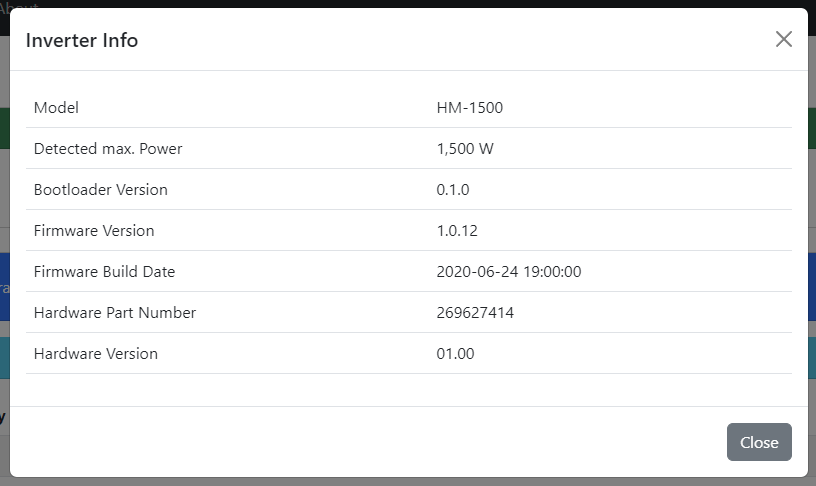 About
Inverter Info
Model HM-1500
Detected max. Power 1,500 W
Bootloader Version 0.1.0
Firmware Version 1.0.12
Firmware Build Date 2020-06-24 19:00:00
Hardware Part Number 269627414
Hardware Version 01.00
Close